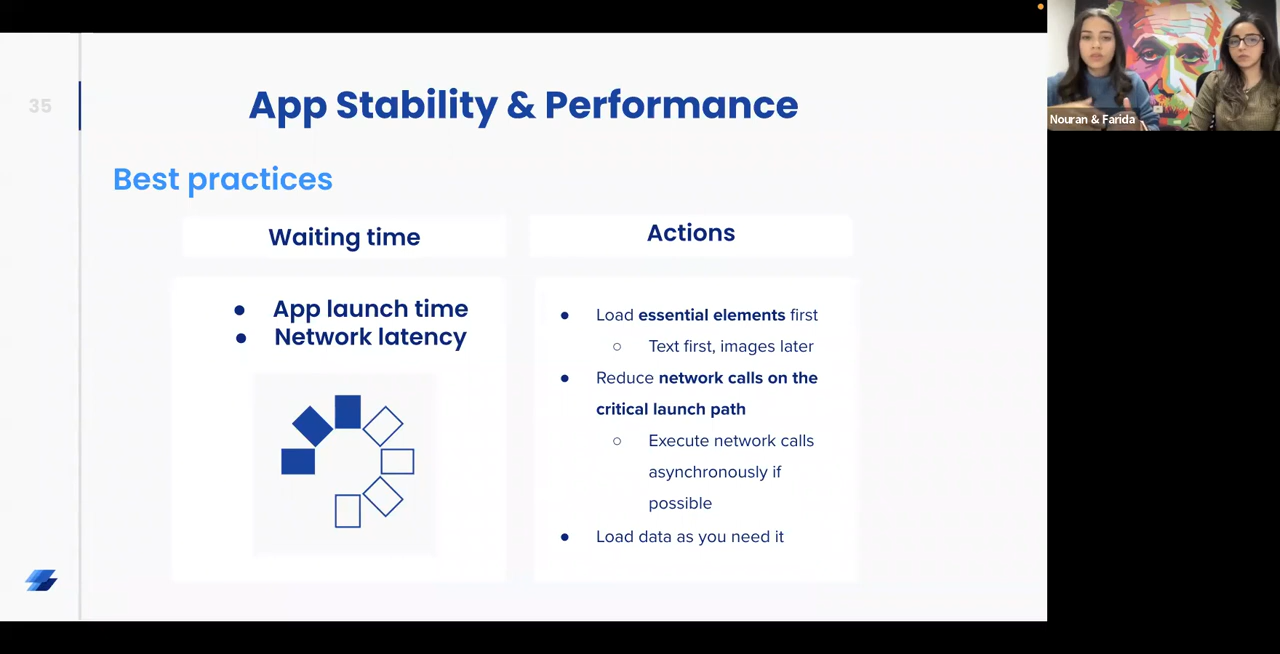 35
App Stability & Performance
Best practices
Waiting time
● App launch time
● Network latency
Actions
● Load essential elements first
○ Text first, images later
● Reduce network calls on the
critical launch path
○ Execute network calls
asynchronously if
possible
● Load data as you need it
Nouran & Farida